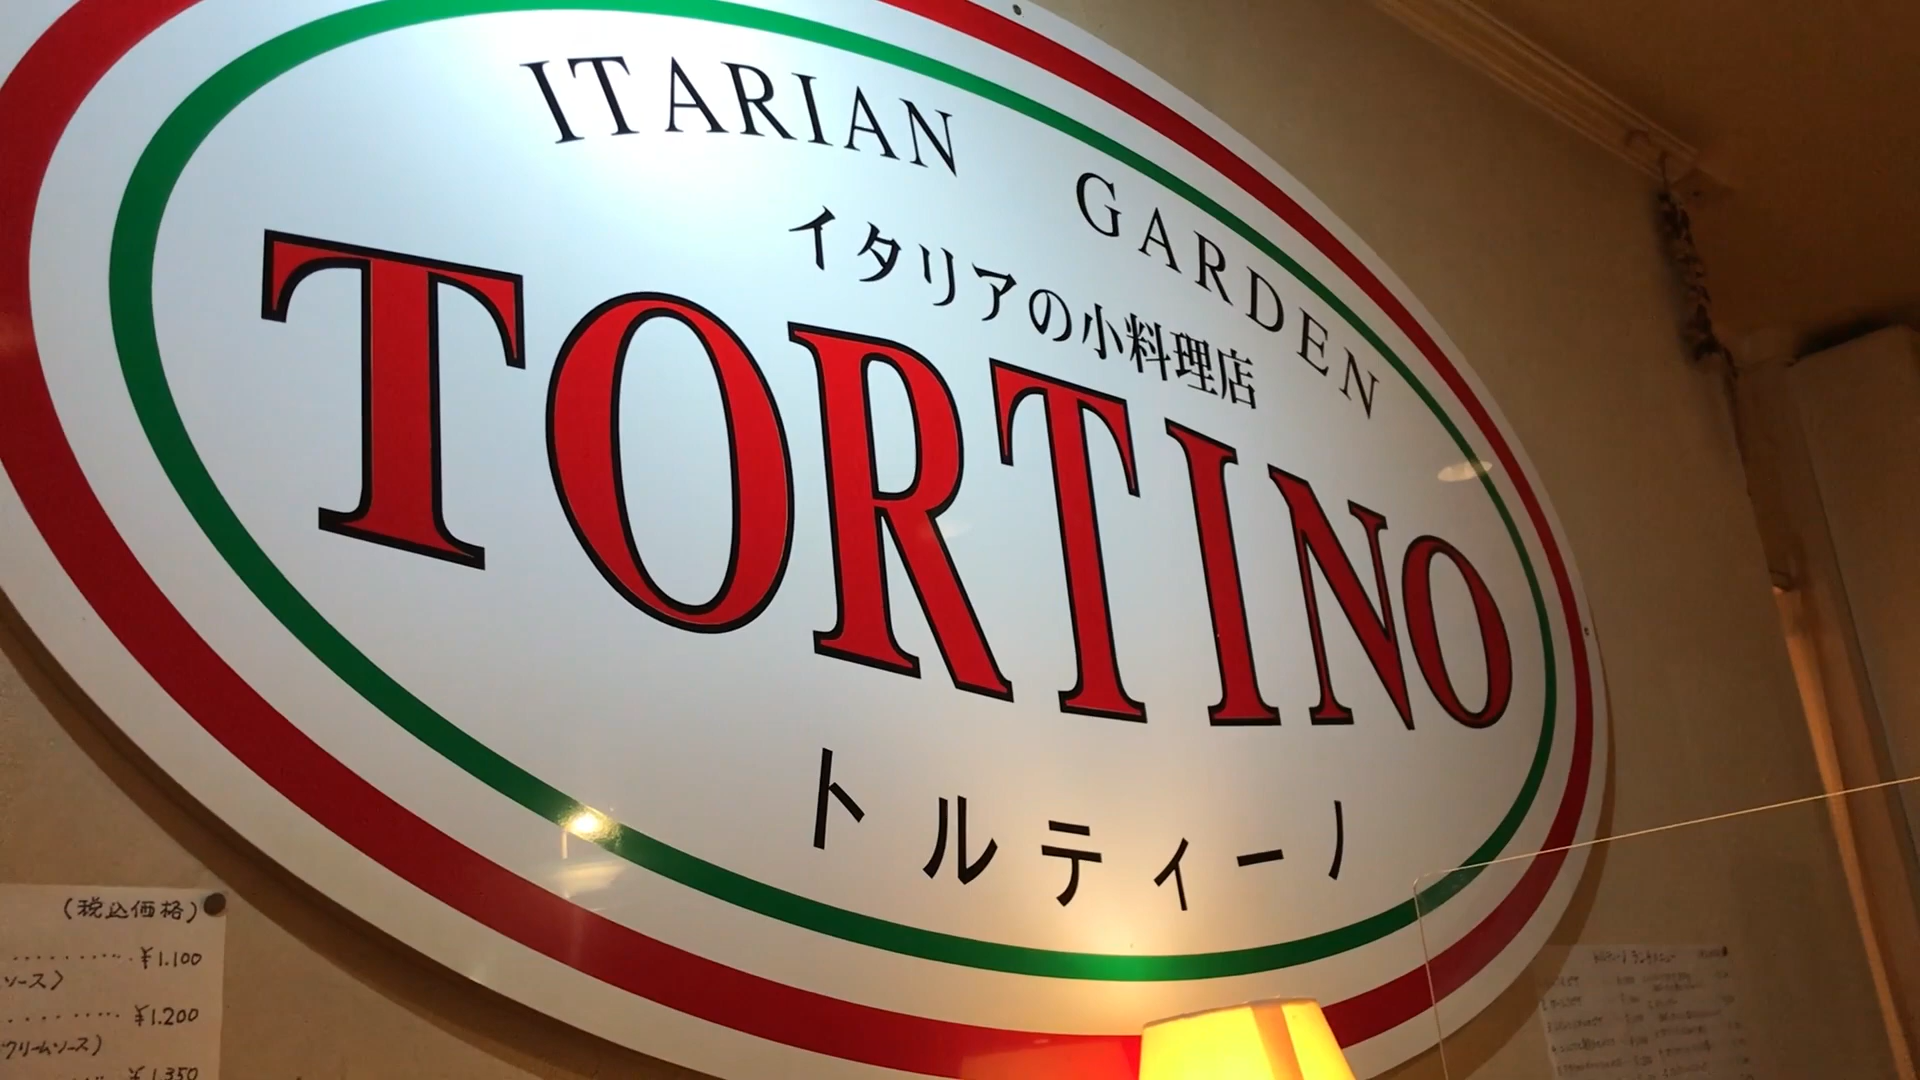 ITARIAN GARDEN
イタリアの小料理店
TORTINO
トルティーノ
(税込価格)
¥1.100
ソース)
¥1.200
クリームソース)
¥1.350